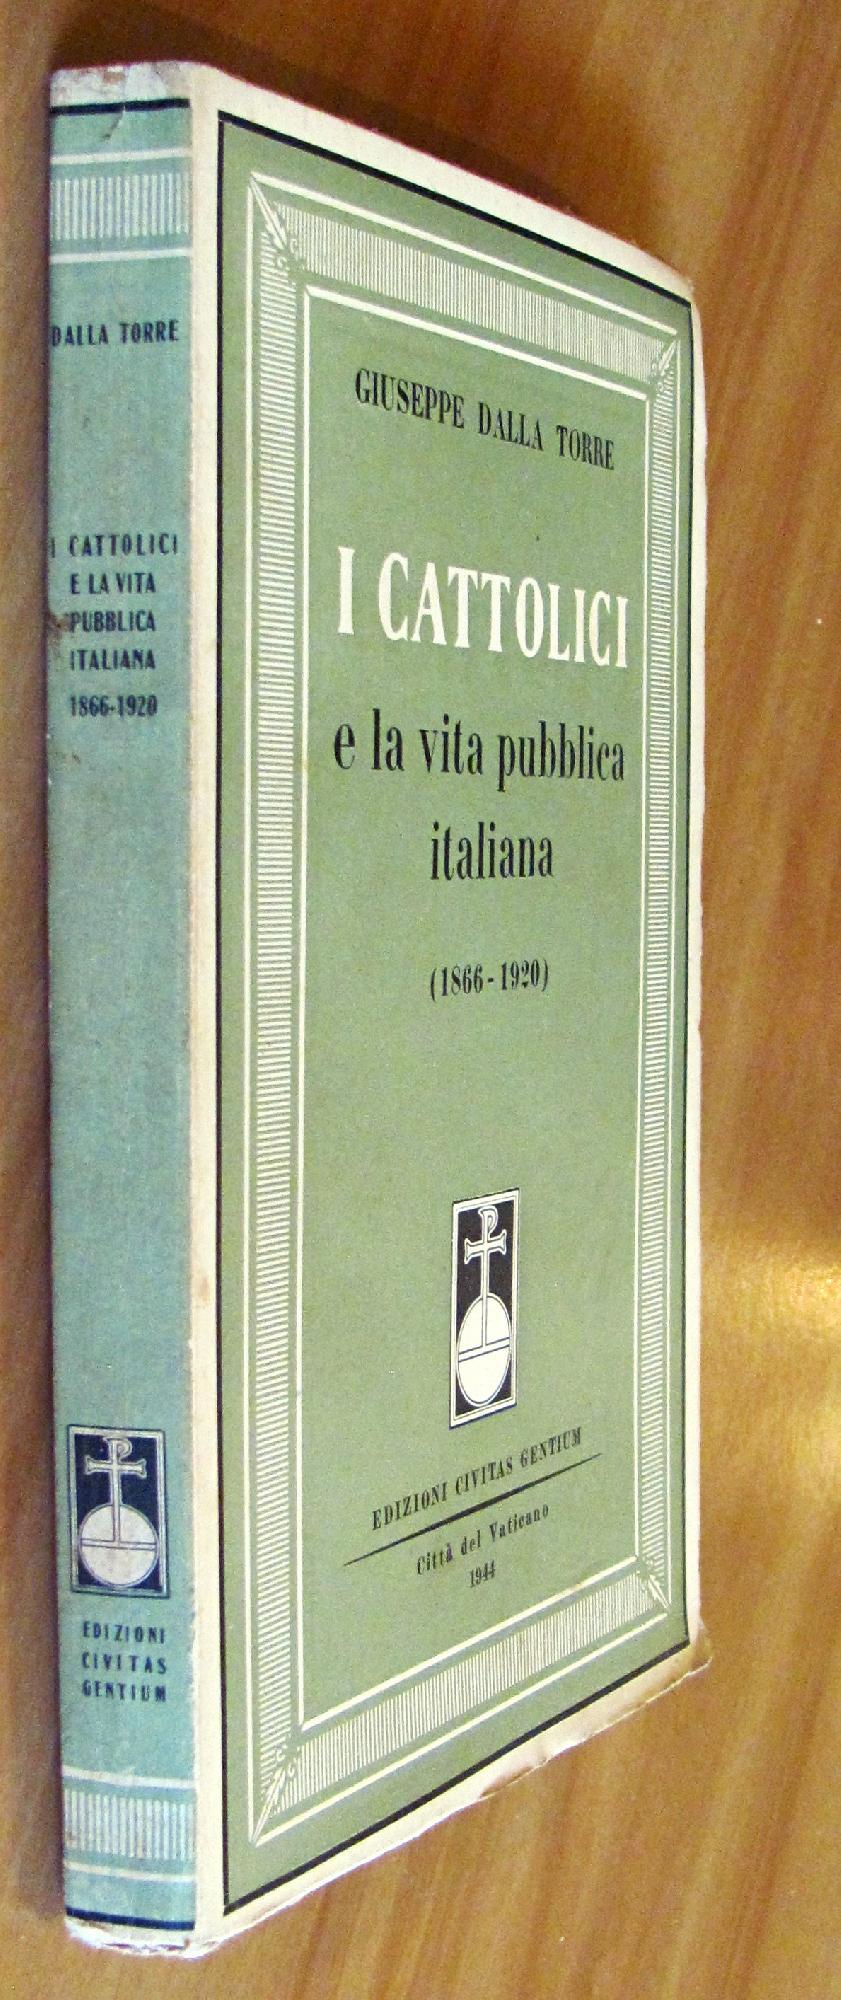 DALLA TORRE
I CATTOLICI
E LA VITA
PUBBLICA
ITALIANA
1866-1920
EDIZIONI
CIVITAS
GENTIUM
GIUSEPPE DALLA TORRE
I CATTOLICI
e la vita pubblica
italiana
(1866-1920)
EDIZIONI CIVITAS GENTIUM
Città del Vaticano
1944